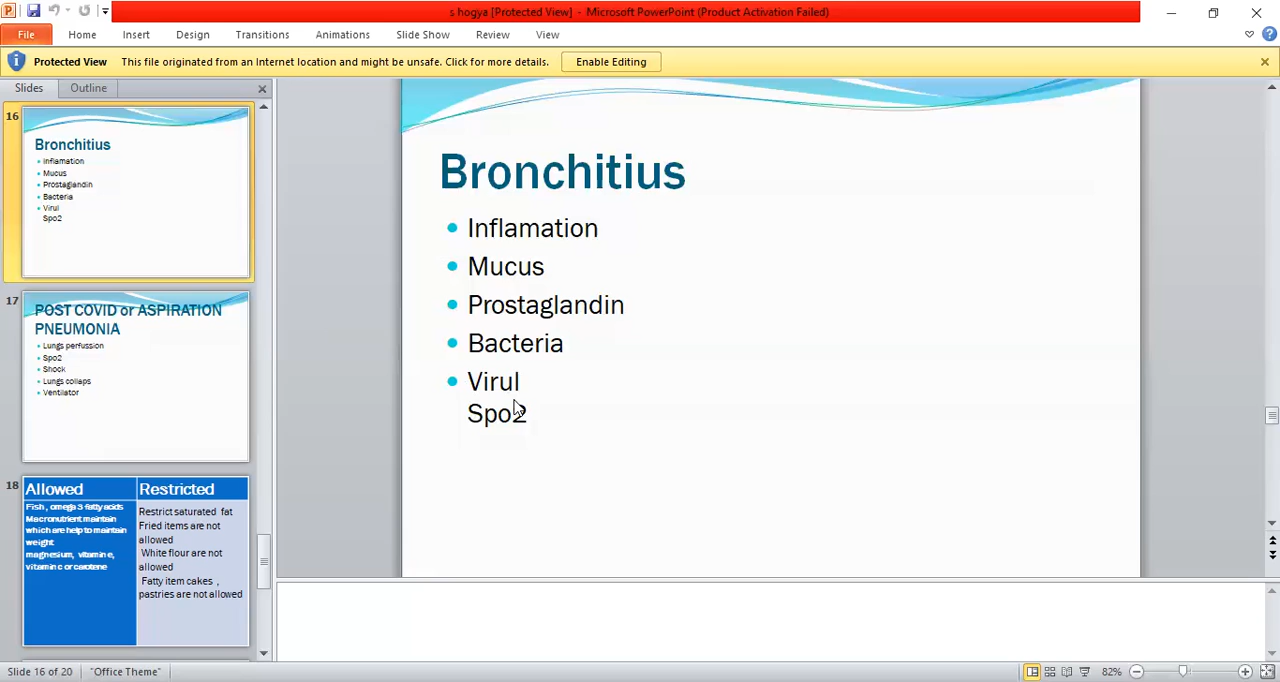 s hogya [Protected View] - Microsoft PowerPoint (Product Activation Failed)
File Home Insert Design Transitions Animations Slide Show Review View
Protected View This file originated from an Internet location and might be unsafe. Click for more details. Enable Editing
Slides Outline
16
Bronchitius
Inflamation
Mucus
Prostaglandin
Bacteria
Virul
Spo2
17
POST COVID or ASPIRATION
PNEUMONIA
Lungs perfussion
Spo2
Shock
Lungs collaps
Ventilator
18
Allowed
Fish , omega 3 fatty acids
Macronutrient maintain
which are help to maintain
weight
magnesium, vitamin e,
vitamin c or carotene
Restricted
Restrict saturated fat
Fried items are not
allowed
White flour are not
allowed
Fatty item cakes ,
pastries are not allowed
Bronchitius
Inflamation
Mucus
Prostaglandin
Bacteria
Virul
Spo2
Slide 16 of 20 "Office Theme" 82%